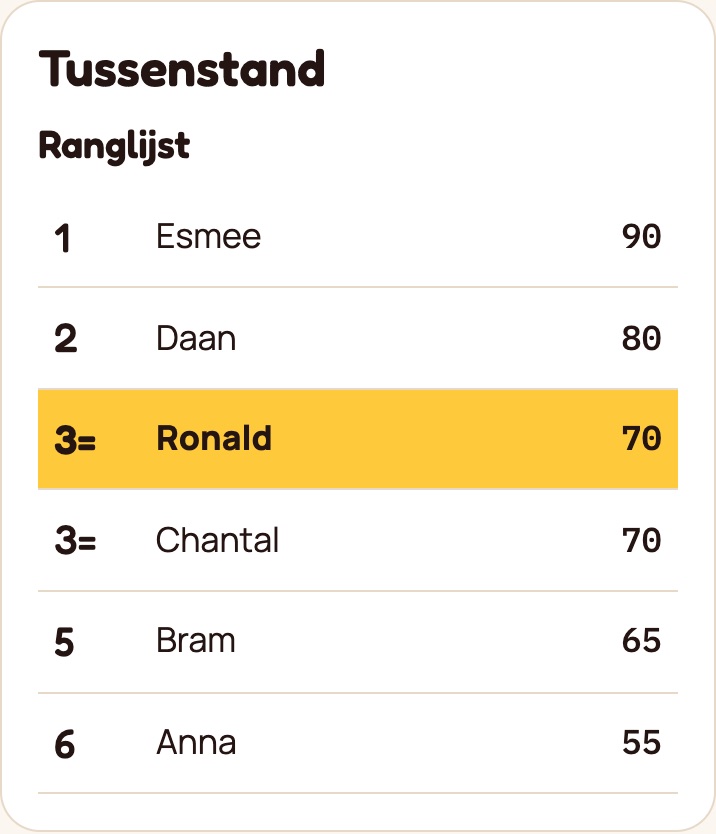 Tussenstand
Ranglijst
1 Esmee 90
2 Daan 80
3= Ronald 70
3= Chantal 70
5 Bram 65
6 Anna 55